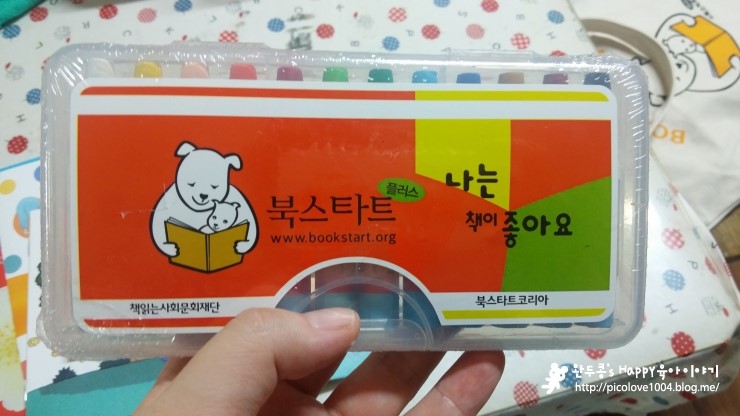 플러스
북스타트
www.bookstart.org
나는
책이 좋아요
책읽는사회문화재단
북스타트코리아
BO
완두콩's HAPPY육아이야기
http://picolove1004.blog.me/